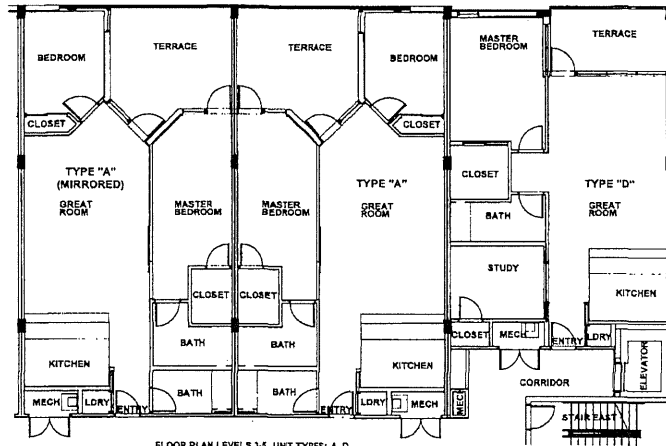 BEDROOM
TERRACE
TERRACE
BEDROOM
MASTER
BEDROOM
TERRACE
CLOSET
CLOSET
TYPE "A"
(MIRRORED)
GREAT
ROOM
MASTER
BEDROOM
MASTER
BEDROOM
TYPE "A"
GREAT
ROOM
CLOSET
TYPE "D"
GREAT
ROOM
BATH
STUDY
CLOSET
CLOSET
KITCHEN
BATH
BATH
CLOSET
MECH
ENTRY
LDRY
KITCHEN
KITCHEN
ELEVATOR
CORRIDOR
MECH
LDRY
ENTRY
BATH
BATH
ENTRY
LDRY
MECH
MECH
STAIR EAST